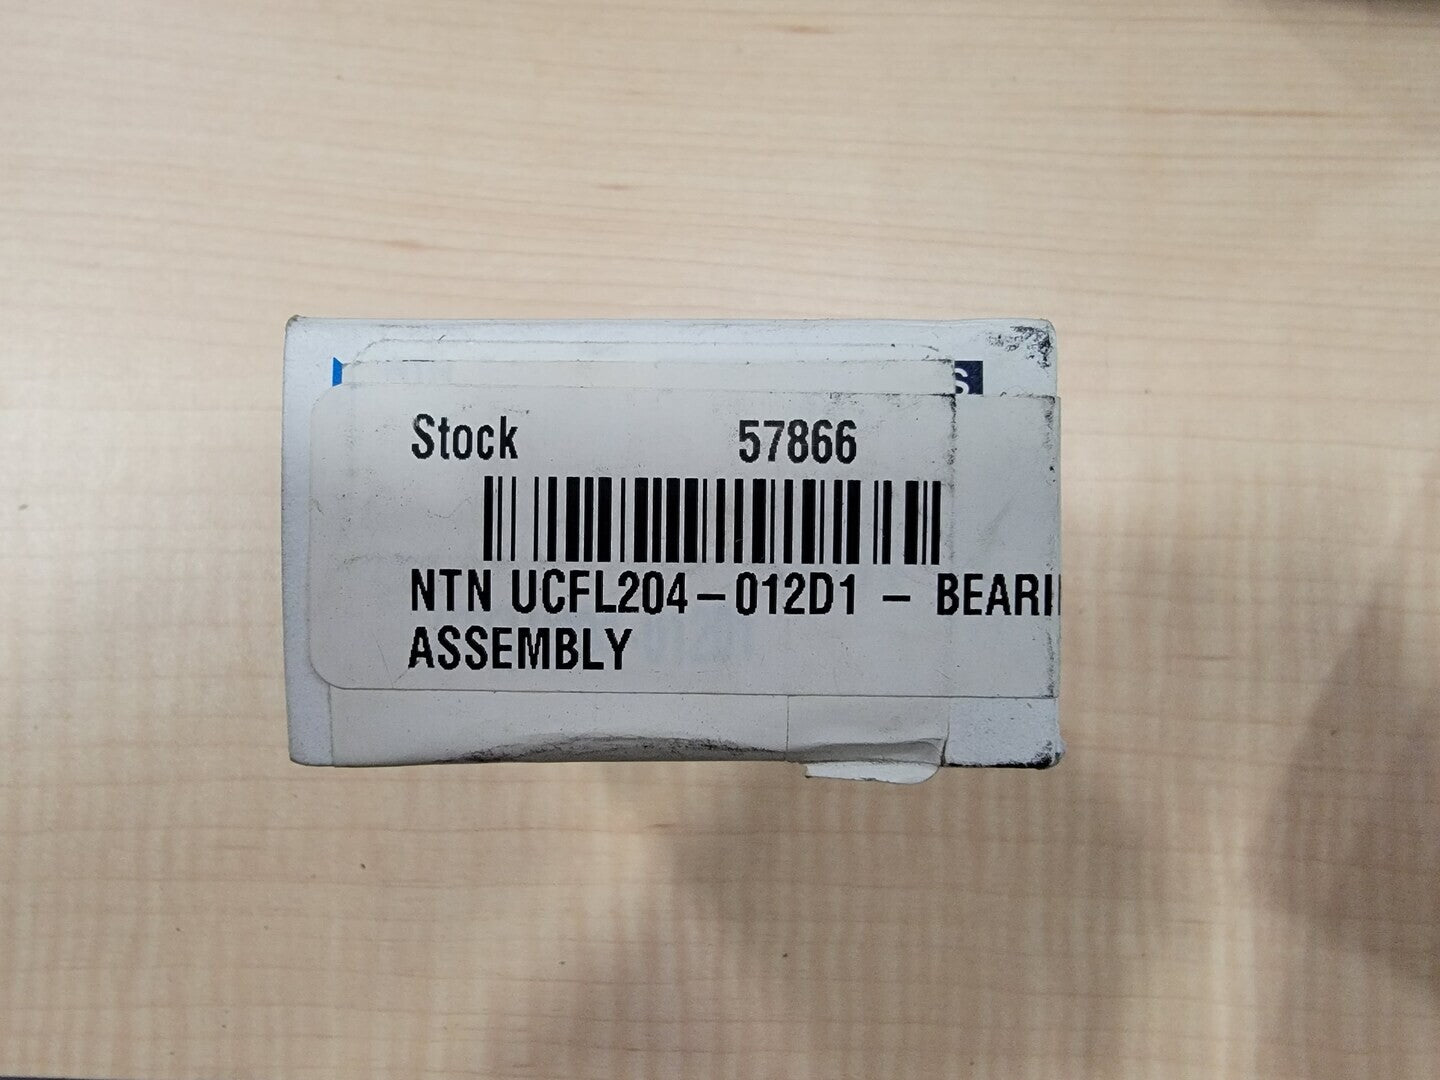 S
Stock 57866
NTN UCFL204-012D1 - BEARI
ASSEMBLY